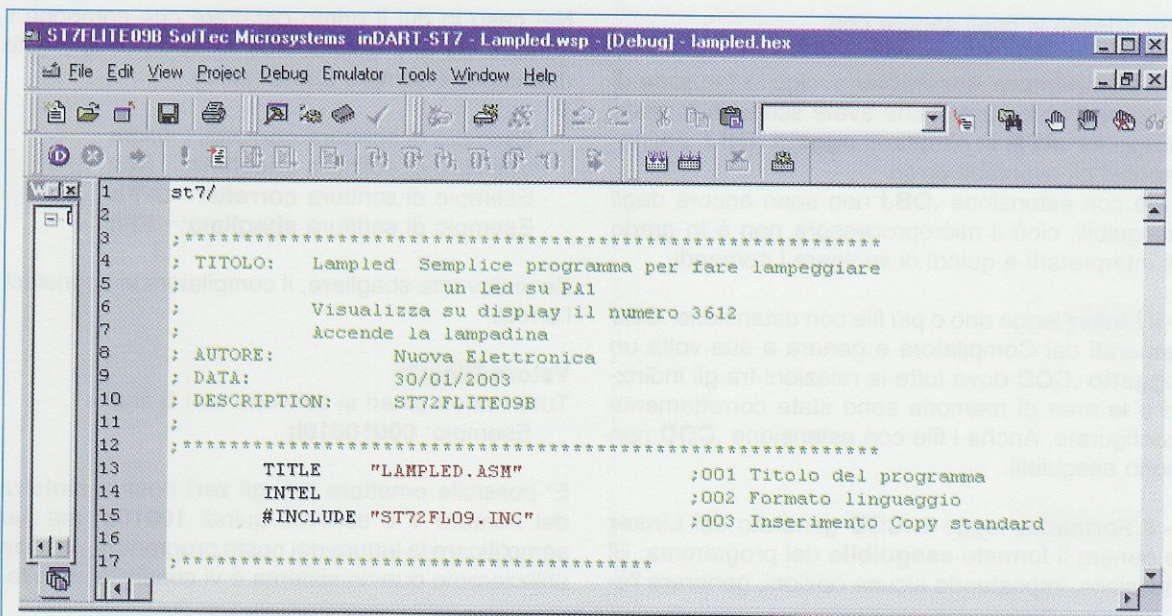 ST7FLITE09B SofTec Microsystems inDART-ST7 - Lampled.wsp - [Debug] - lampled.hex
File Edit View Project Debug Emulator Tools Window Help
1 st7/
2
3 ;***********************************************************
4 ; TITOLO: Lampled Semplice programma per fare lampeggiare
5 ; un led su PA1
6 ; Visualizza su display il numero 3612
7 ; Accende la lampadina
8 ; AUTORE: Nuova Elettronica
9 ; DATA: 30/01/2003
10 ; DESCRIPTION: ST72FLITE09B
11 ;
12 ;***********************************************************
13 TITLE "LAMPLED.ASM" ;001 Titolo del programma
14 INTEL ;002 Formato linguaggio
15 #INCLUDE "ST72FL09.INC" ;003 Inserimento Copy standard
16
17 ;****************************************